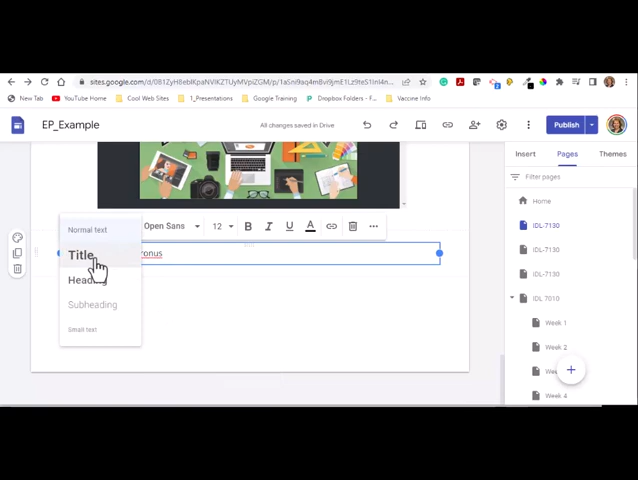 sites.google.com/d/
New Tab
YouTube Home
Cool Web Sites
1_Presentations
Google Training
Dropbox Folders - F...
Vaccine Info
EP_Example
All changes saved in Drive
Publish
Insert
Pages
Themes
Filter pages
Home
IDL-7130
IDL-7130
IDL-7130
IDL 7010
Week 1
Week 2
Week 4
Normal text
Title
Heading
Subheading
Small text
Open Sans
12
B
I
U
A
ronus